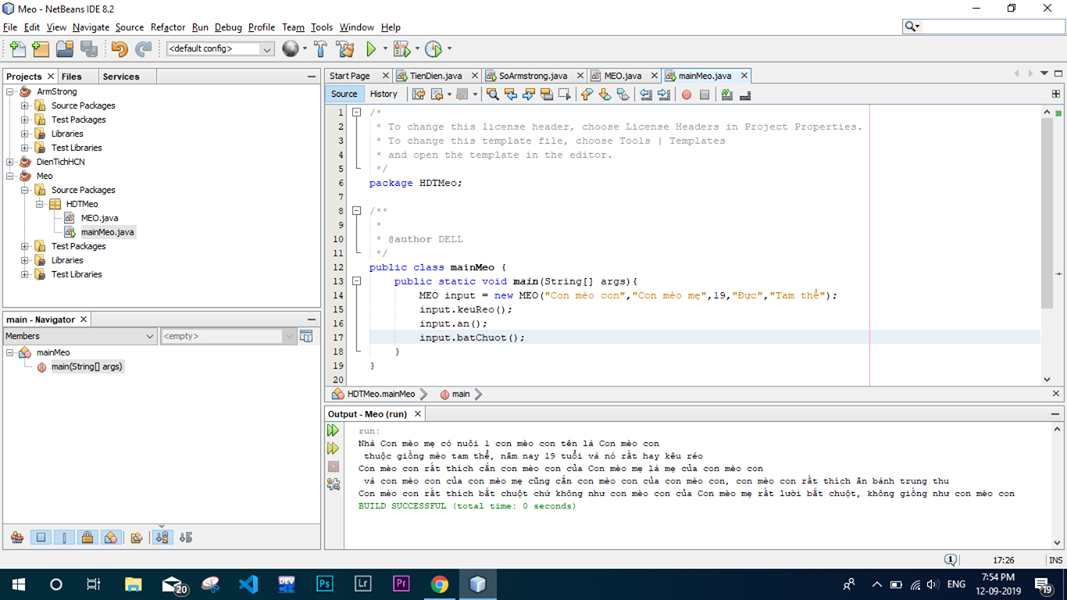 Meo - NetBeans IDE 8.2
File Edit View Navigate Source Refactor Run Debug Profile Team Tools Window Help
<default config>
Projects Files Services
ArmStrong
Source Packages
Test Packages
Libraries
Test Libraries
DienTichHCN
Meo
Source Packages
HDTMeo
MEO.java
mainMeo.java
Test Packages
Libraries
Test Libraries
main - Navigator
Members <empty>
mainMeo
main(String[] args)
Start Page TienDien.java SoArmstrong.java MEO.java mainMeo.java
Source History
1 /*
2 * To change this license header, choose License Headers in Project Properties.
3 * To change this template file, choose Tools | Templates
4 * and open the template in the editor.
5 */
6 package HDTMeo;
7
8 /**
9 *
10 * @author DELL
11 */
12 public class mainMeo {
13 public static void main(String[] args){
14 MEO input = new MEO("Con mèo con","Con mèo mẹ",19,"Đực","Tam thể");
15 input.keuReo();
16 input.an();
17 input.batChuot();
18 }
19 }
20
HDTMeo.mainMeo main
Output - Meo (run)
run:
Nhà Con mèo mẹ có nuôi 1 con mèo con tên là Con mèo con
thuộc giống mèo tam thể, năm nay 19 tuổi và nó rất hay kêu réo
Con mèo con rất thích cắn con mèo con của Con mèo mẹ là mẹ của con mèo con
và con mèo con của con mèo mẹ cũng cắn con mèo con của con mèo con, con mèo con rất thích ăn bánh trung thu
Con mèo con rất thích bắt chuột chứ không như con mèo con của Con mèo mẹ rất lười bắt chuột, không giống như con mèo con
BUILD SUCCESSFUL (total time: 0 seconds)
1 17:26 INS
20 DEV Ps Lr Pr ENG 7:54 PM
12-09-2019 19